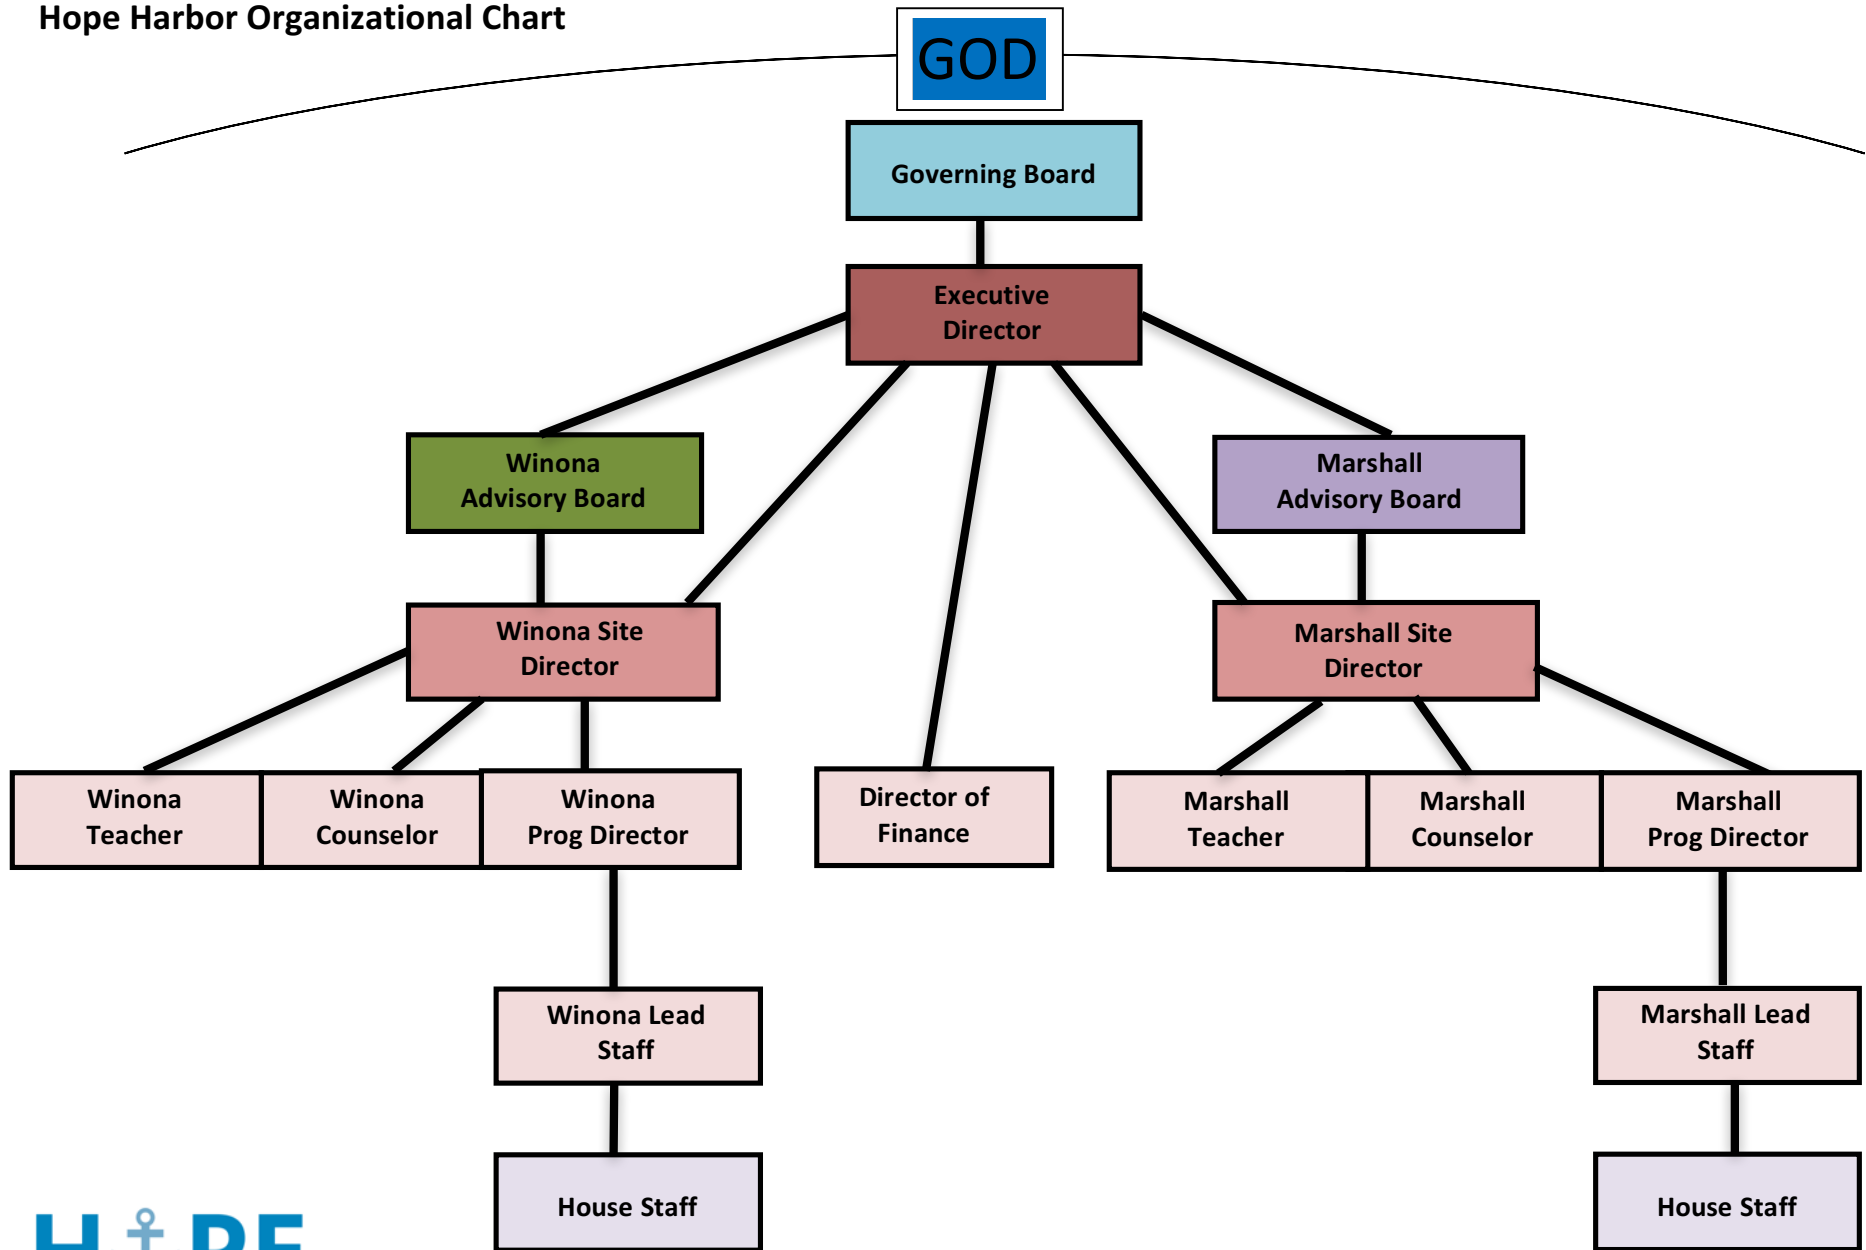 Hope Harbor Organizational Chart
GOD
Governing Board
Executive
Director
Winona
Advisory Board
Marshall
Advisory Board
Winona Site
Director
Marshall Site
Director
Winona
Teacher
Winona
Counselor
Winona
Prog Director
Director of
Finance
Marshall
Teacher
Marshall
Counselor
Marshall
Prog Director
Winona Lead
Staff
Marshall Lead
Staff
House Staff
House Staff
HOPE